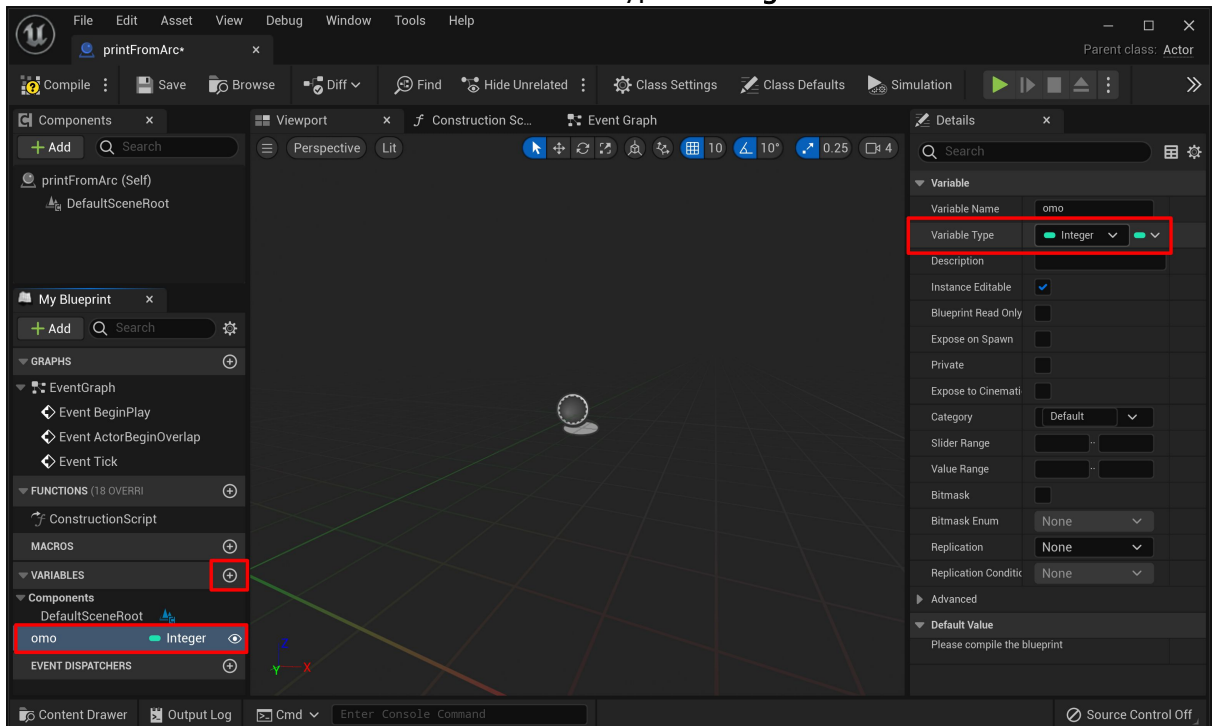 File Edit Asset View Debug Window Tools Help
printFromArc*
Parent class: Actor
Compile Save Browse Diff Find Hide Unrelated Class Settings Class Defaults Simulation
Components
Viewport
Construction Sc...
Event Graph
Details
+ Add Search
Perspective Lit 10 10° 0.25 4
Search
printFromArc (Self)
DefaultSceneRoot
My Blueprint
+ Add Search
GRAPHS
EventGraph
Event BeginPlay
Event ActorBeginOverlap
Event Tick
FUNCTIONS (18 OVERRI
ConstructionScript
MACROS
VARIABLES
Components
DefaultSceneRoot
omo Integer
EVENT DISPATCHERS
Z
Y X
Variable
Variable Name omo
Variable Type Integer
Description
Instance Editable
Blueprint Read Only
Expose on Spawn
Private
Expose to Cinemati
Category Default
Slider Range ..
Value Range ..
Bitmask
Bitmask Enum None
Replication None
Replication Conditic None
Advanced
Default Value
Please compile the blueprint
Content Drawer Output Log Cmd Enter Console Command Source Control Off